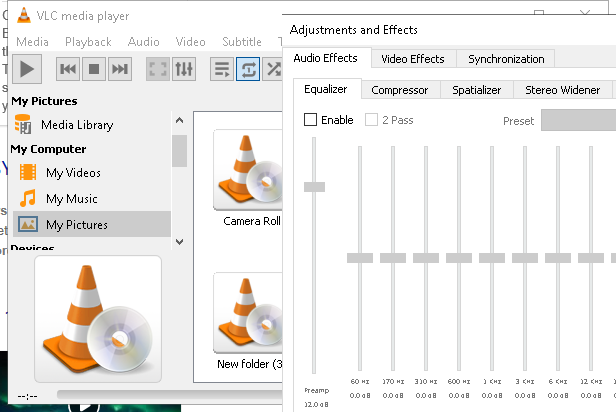 VLC media player
Media Playback Audio Video Subtitle
My Pictures
Media Library
My Computer
My Videos
My Music
My Pictures
Devices
Camera Roll
New folder (3
--:--
Adjustments and Effects
Audio Effects Video Effects Synchronization
Equalizer Compressor Spatializer Stereo Widener
Enable 2 Pass Preset
60 Hz 170 Hz 310 Hz 600 Hz 1 KHz 3 KHz 6 KHz 12 KHz
Preamp 0.0 dB 0.0 dB 0.0 dB 0.0 dB 0.0 dB 0.0 dB 0.0 dB 0.0 dB
12.0 dB